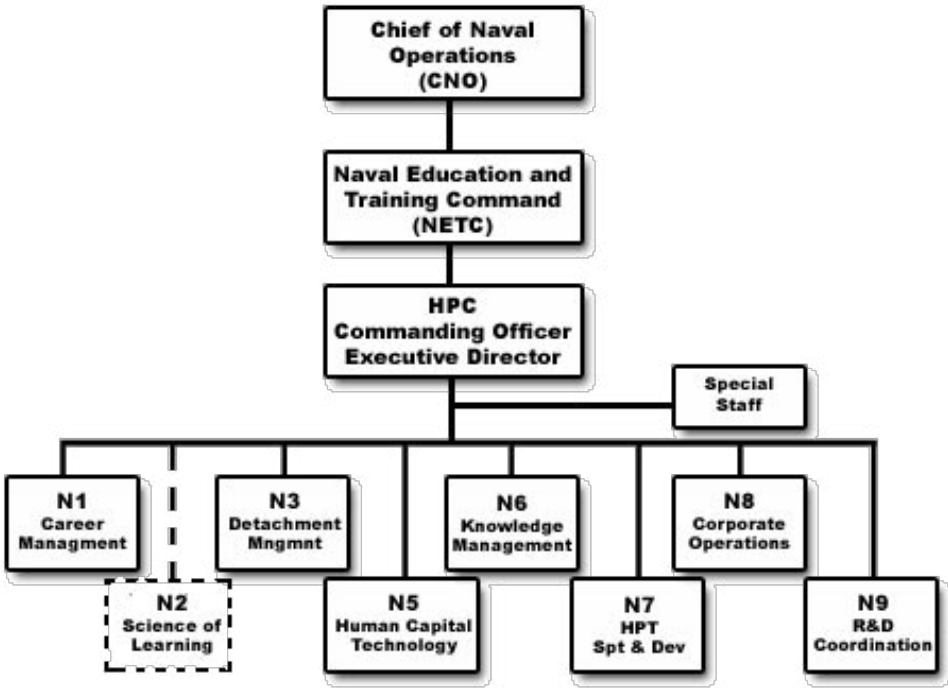 Chief of Naval
Operations
(CNO)
Naval Education and
Training Command
(NETC)
HPC
Commanding Officer
Executive Director
Special
Staff
N1
Career
Managment
N3
Detachment
Mngmnt
N6
Knowledge
Management
N8
Corporate
Operations
N2
Science of
Learning
N5
Human Capital
Technology
N7
HPT
Spt & Dev
N9
R&D
Coordination